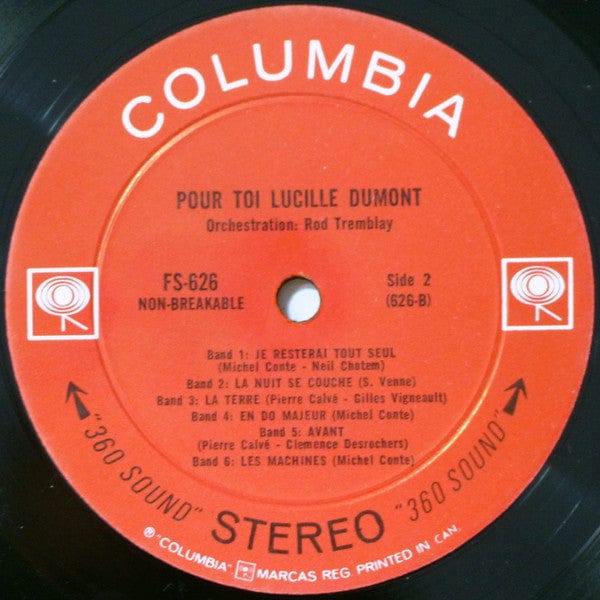 COLUMBIA
POUR TOI LUCILLE DUMONT
Orchestration: Rod Tremblay
FS-626
NON-BREAKABLE
Side 2
(626-B)
Band 1: JE RESTERAI TOUT SEUL
(Michel Conte - Neil Chotem)
Band 2: LA NUIT SE COUCHE (S. Venne)
Band 3: LA TERRE (Pierre Calvé - Gilles Vigneault)
Band 4: EN DO MAJEUR (Michel Conte)
Band 5: AVANT
(Pierre Calvé - Clemence Desrochers)
Band 6: LES MACHINES (Michel Conte)
"360 SOUND" STEREO "360 SOUND"
® "COLUMBIA" MARCAS REG PRINTED IN CAN.